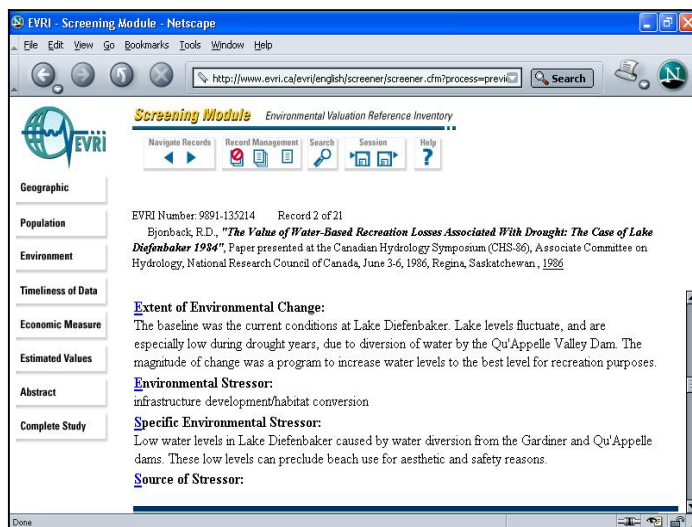 EVRI - Screening Module - Netscape
File Edit View Go Bookmarks Tools Window Help
http://www.evri.ca/evri/english/screener/screener.cfm?process=previ
Search
N
EVRI
Screening Module Environmental Valuation Reference Inventory
Navigate Records Record Management Search Session Help
?
Geographic
Population
Environment
Timeliness of Data
Economic Measure
Estimated Values
Abstract
Complete Study
EVRI Number: 9891-135214 Record 2 of 21
Bjonback, R.D., "The Value of Water-Based Recreation Losses Associated With Drought: The Case of Lake
Diefenbaker 1984", Paper presented at the Canadian Hydrology Symposium (CHS-86), Associate Committee on
Hydrology, National Research Council of Canada, June 3-6, 1986, Regina, Saskatchewan , 1986
Extent of Environmental Change:
The baseline was the current conditions at Lake Diefenbaker. Lake levels fluctuate, and are
especially low during drought years, due to diversion of water by the Qu'Appelle Valley Dam. The
magnitude of change was a program to increase water levels to the best level for recreation purposes.
Environmental Stressor:
infrastructure development/habitat conversion
Specific Environmental Stressor:
Low water levels in Lake Diefenbaker caused by water diversion from the Gardiner and Qu'Appelle
dams. These low levels can preclude beach use for aesthetic and safety reasons.
Source of Stressor:
Done